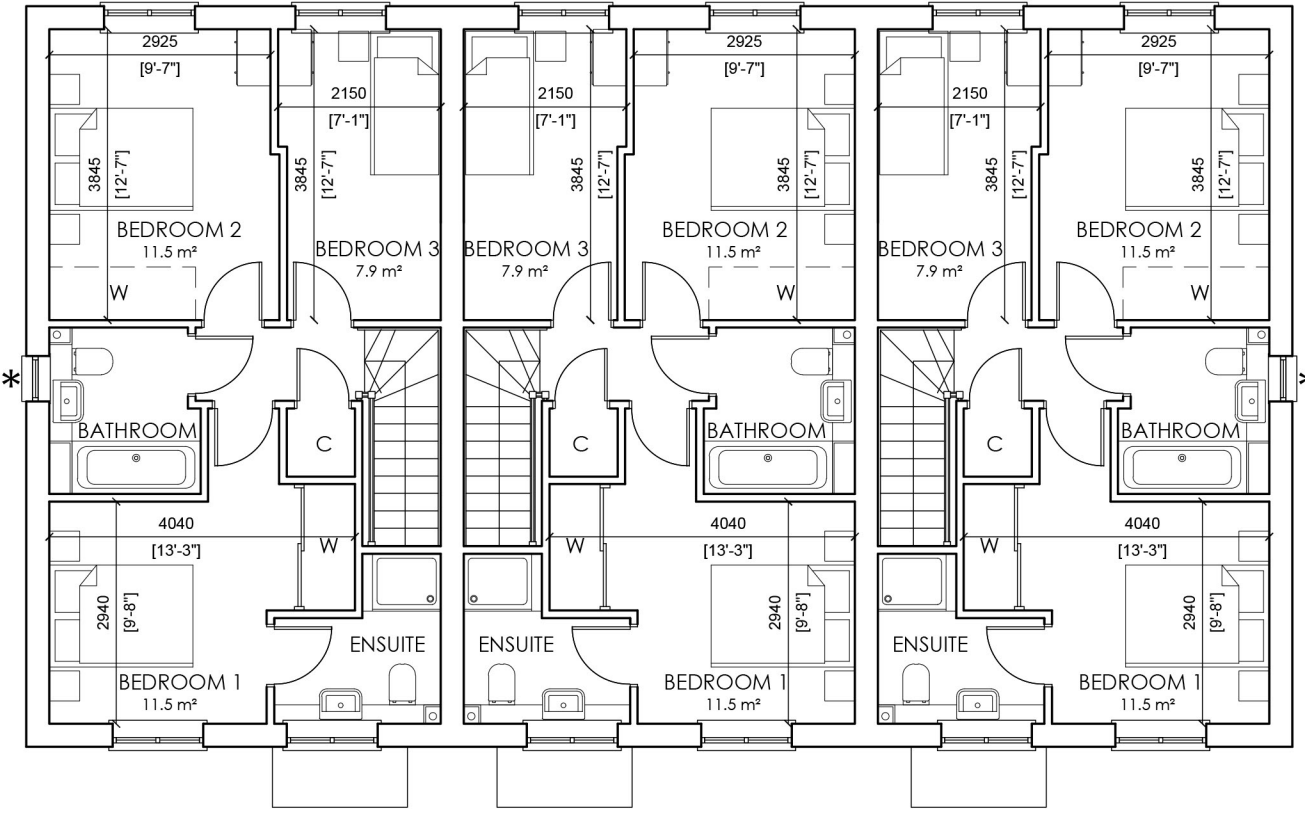 2925
[9'-7"]
2150
[7'-1"]
3845
[12'-7"]
3845
[12'-7"]
BEDROOM 2
11.5 m²
W
BEDROOM 3
7.9 m²
BATHROOM
C
4040
[13'-3"]
W
2940
[9'-8"]
BEDROOM 1
11.5 m²
ENSUITE
*
2150
[7'-1"]
2925
[9'-7"]
3845
[12'-7"]
3845
[12'-7"]
BEDROOM 3
7.9 m²
BEDROOM 2
11.5 m²
W
C
BATHROOM
W
4040
[13'-3"]
2940
[9'-8"]
ENSUITE
BEDROOM 1
11.5 m²
2150
[7'-1"]
2925
[9'-7"]
3845
[12'-7"]
3845
[12'-7"]
BEDROOM 3
7.9 m²
BEDROOM 2
11.5 m²
W
C
BATHROOM
W
4040
[13'-3"]
2940
[9'-8"]
ENSUITE
BEDROOM 1
11.5 m²
*